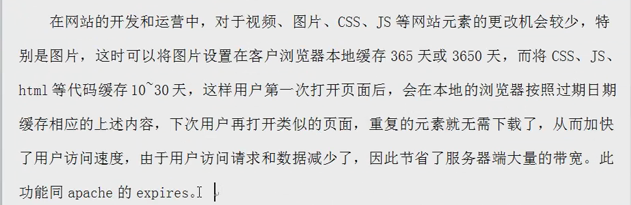 在网站的开发和运营中，对于视频、图片、CSS、JS 等网站元素的更改机会较少，特
别是图片，这时可以将图片设置在客户浏览器本地缓存 365 天或 3650 天，而将 CSS、JS、
html 等代码缓存 10~30 天，这样用户第一次打开页面后，会在本地的浏览器按照过期日期
缓存相应的上述内容，下次用户再打开类似的页面，重复的元素就无需下载了，从而加快
了用户访问速度，由于用户访问请求和数据减少了，因此节省了服务器端大量的带宽。此
功能同 apache 的 expires。